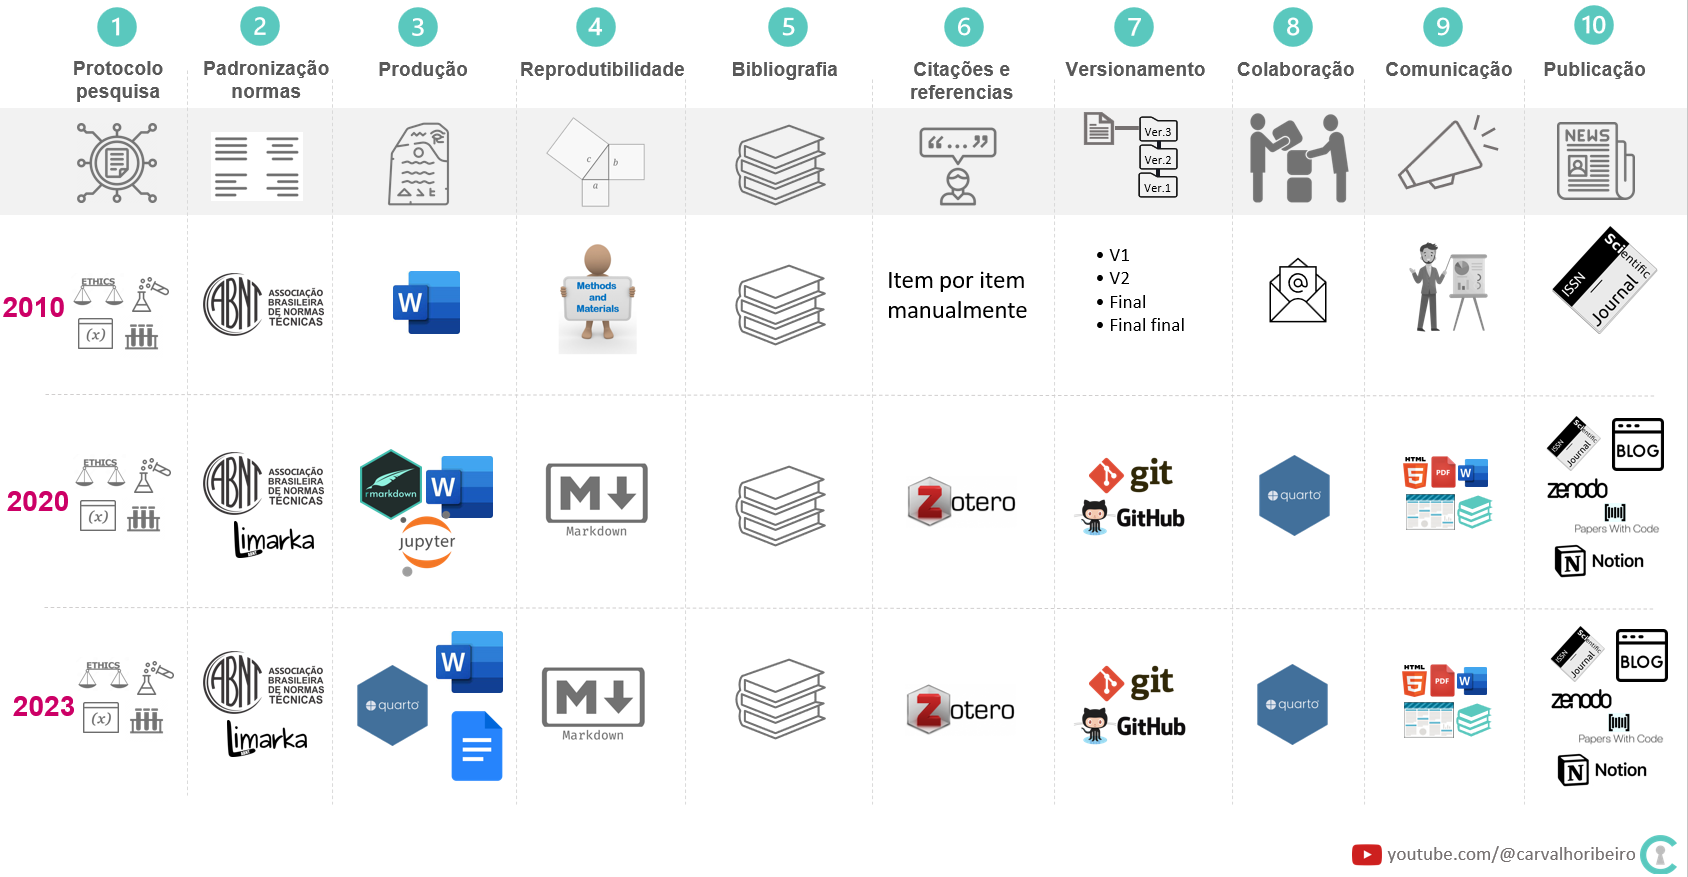 1
2
3
4
5
6
7
8
9
10
Protocolo
pesquisa
Padronização
normas
Produção
Reprodutibilidade
Bibliografia
Citações e
referencias
Versionamento
Colaboração
Comunicação
Publicação
c
b
a
“...”
Ver.3
Ver.2
Ver.1
NEWS
2010
ETHICS
(x)
ABNT
ASSOCIAÇÃO
BRASILEIRA
DE NORMAS
TÉCNICAS
W
Methods
and
Materials
Item por item
manualmente
• V1
• V2
• Final
• Final final
@
Scientific
ISSN
Journal
2020
ETHICS
(x)
ABNT
ASSOCIAÇÃO
BRASILEIRA
DE NORMAS
TÉCNICAS
Limarka
rmarkdown
W
jupyter
M
Markdown
zotero
git
GitHub
quarto
HTML
5
PDF
W
Scientific
ISSN
Journal
BLOG
zenodo
Papers With Code
N Notion
2023
ETHICS
(x)
ABNT
ASSOCIAÇÃO
BRASILEIRA
DE NORMAS
TÉCNICAS
Limarka
W
quarto
M
Markdown
zotero
git
GitHub
quarto
HTML
5
PDF
W
Scientific
ISSN
Journal
BLOG
zenodo
Papers With Code
N Notion
youtube.com/@carvalhoribeiro